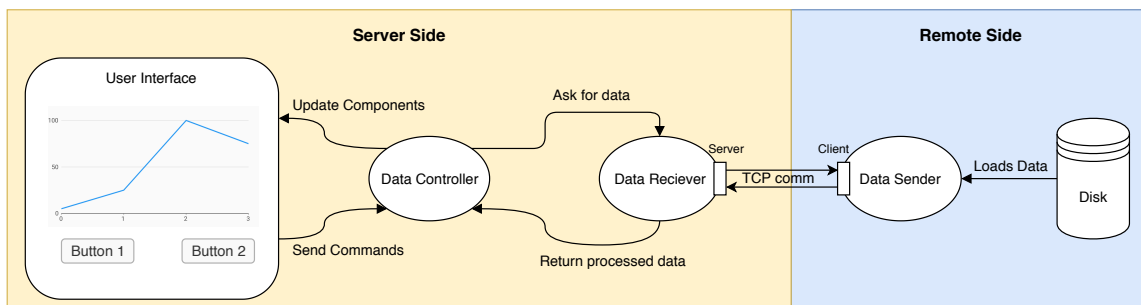 Server Side
Remote Side
User Interface
100
50
0
0
1
2
3
Button 1
Button 2
Update Components
Send Commands
Data Controller
Ask for data
Return processed data
Data Reciever
Server
TCP comm
Client
Data Sender
Loads Data
Disk